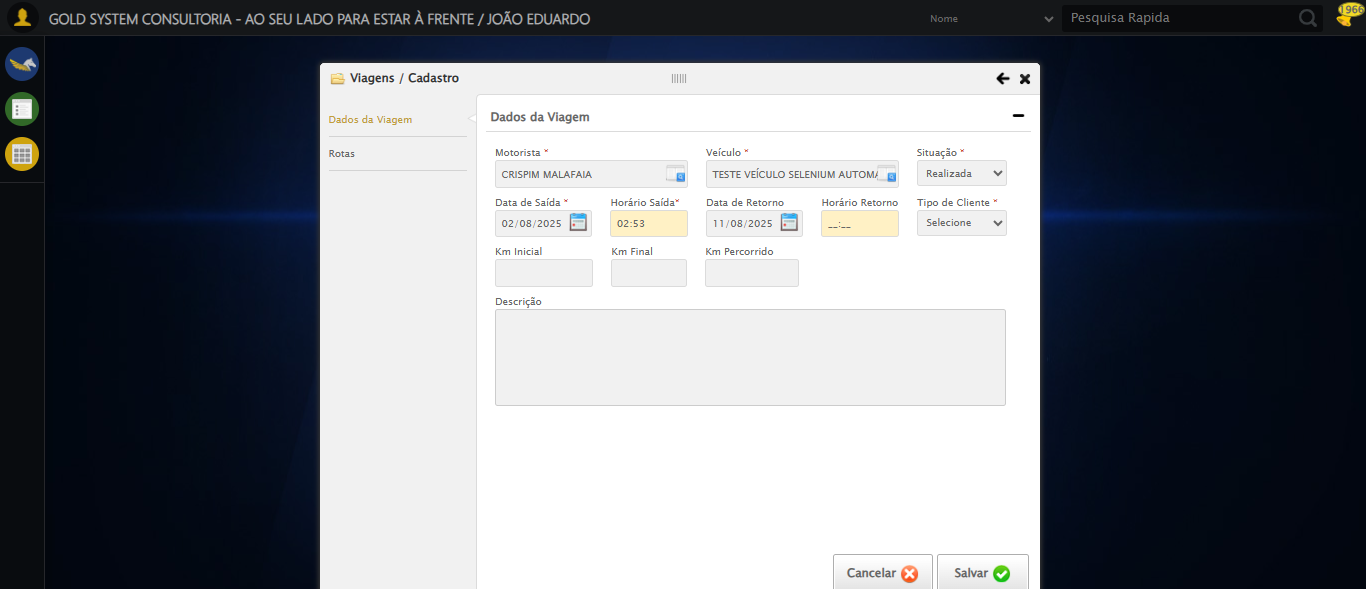 GOLD SYSTEM CONSULTORIA - AO SEU LADO PARA ESTAR À FRENTE / JOÃO EDUARDO
Nome
Pesquisa Rapida
1966
Viagens / Cadastro
Dados da Viagem
Rotas
Dados da Viagem
Motorista * Veículo * Situação *
CRISPIM MALAFAIA TESTE VEÍCULO SELENIUM AUTOMA Realizada
Data de Saída * Horário Saída* Data de Retorno Horário Retorno Tipo de Cliente *
02/08/2025 02:53 11/08/2025 __:__ Selecione
Km Inicial Km Final Km Percorrido
Descrição
Cancelar Salvar